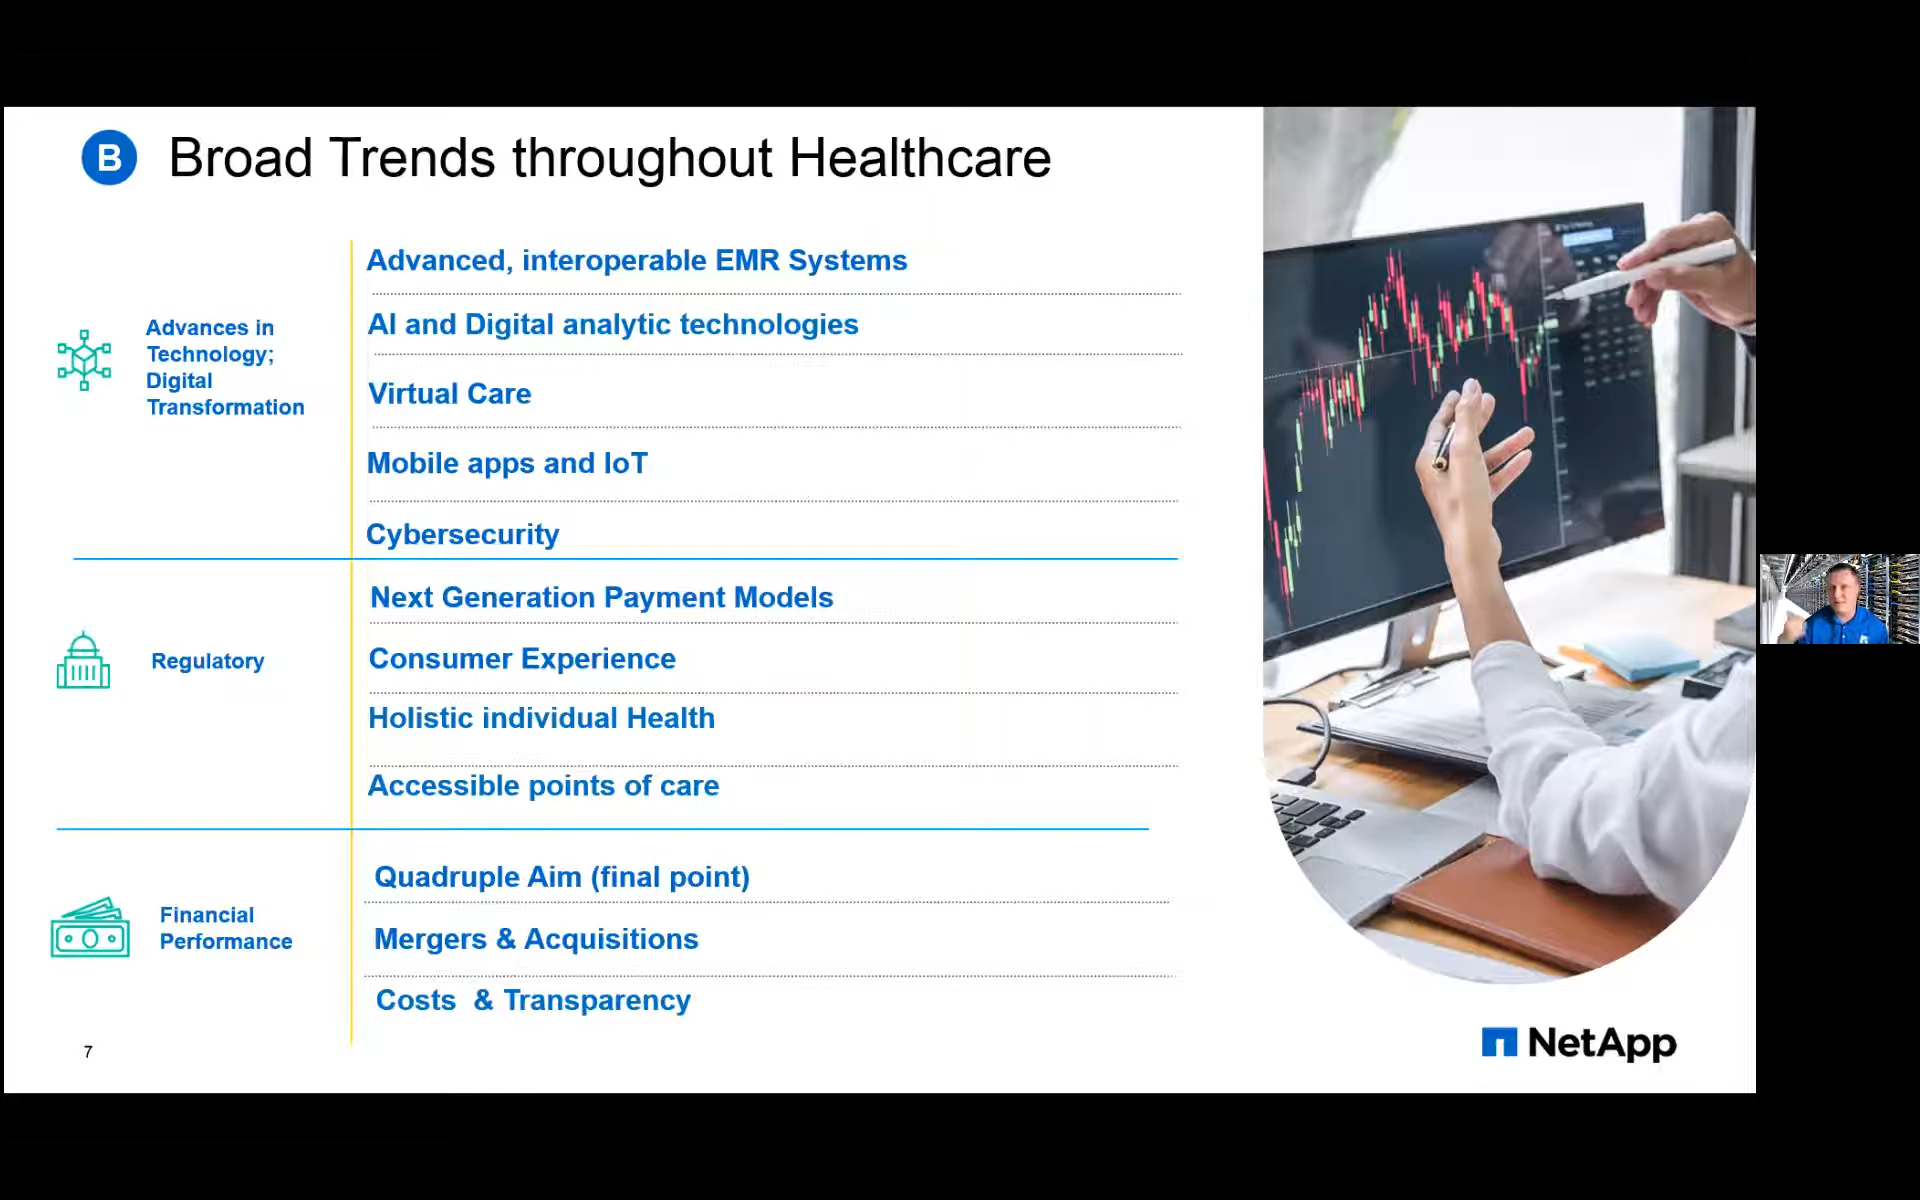 B Broad Trends throughout Healthcare
Advances in
Technology;
Digital
Transformation
Advanced, interoperable EMR Systems
AI and Digital analytic technologies
Virtual Care
Mobile apps and IoT
Cybersecurity
Regulatory
Next Generation Payment Models
Consumer Experience
Holistic individual Health
Accessible points of care
Financial
Performance
Quadruple Aim (final point)
Mergers & Acquisitions
Costs  & Transparency
7
NetApp